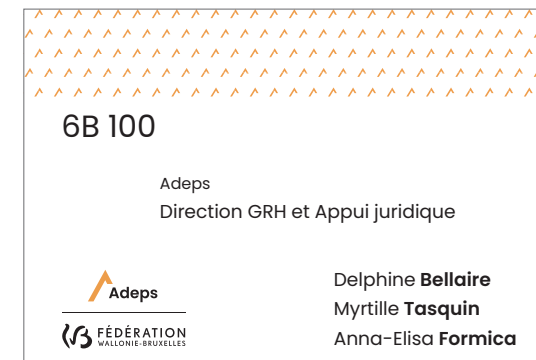 6B 100
Adeps
Direction GRH et Appui juridique
Adeps
FÉDÉRATION
WALLONIE-BRUXELLES
Delphine Bellaire
Myrtille Tasquin
Anna-Elisa Formica